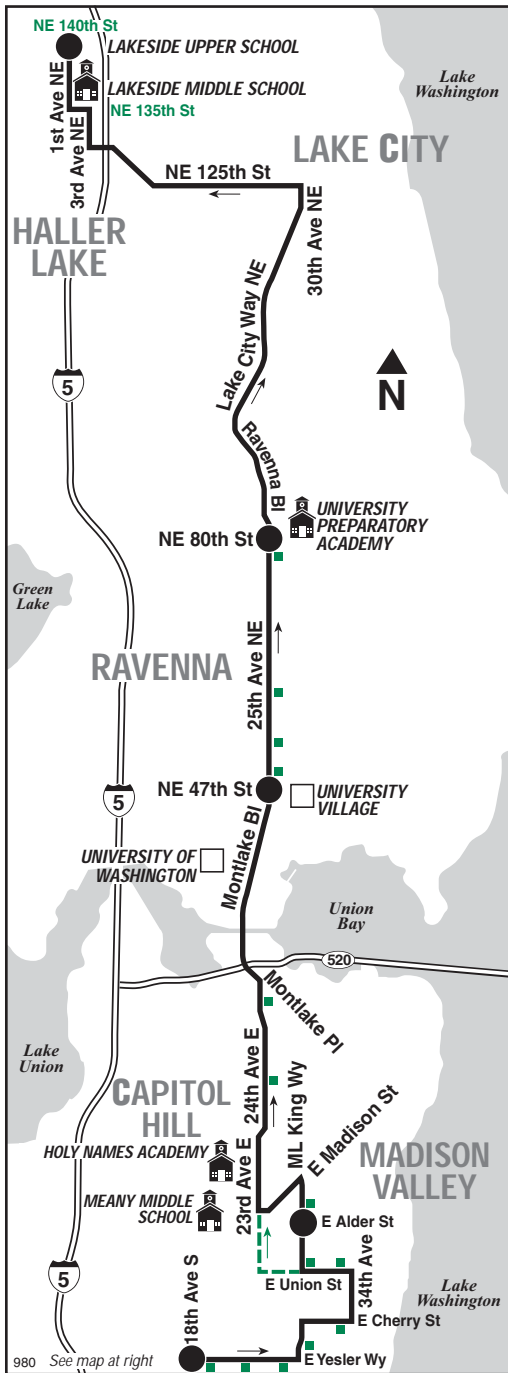 NE 140th St
LAKESIDE UPPER SCHOOL
Lake
Washington
1st Ave NE
LAKESIDE MIDDLE SCHOOL
NE 135th St
3rd Ave NE
LAKE CITY
NE 125th St
HALLER
LAKE
30th Ave NE
Lake City Way NE
5
N
Ravenna Bl
UNIVERSITY
PREPARATORY
ACADEMY
NE 80th St
Green
Lake
25th Ave NE
RAVENNA
NE 47th St
UNIVERSITY
VILLAGE
5
Montlake Bl
UNIVERSITY OF
WASHINGTON
Union
Bay
520
Montlake Pl
Lake
Union
24th Ave E
CAPITOL
HILL
ML King Wy
E Madison St
HOLY NAMES ACADEMY
23rd Ave E
MADISON
VALLEY
MEANY MIDDLE
SCHOOL
E Alder St
34th Ave
E Union St
5
18th Ave S
Lake
Washington
E Cherry St
E Yesler Wy
980 See map at right